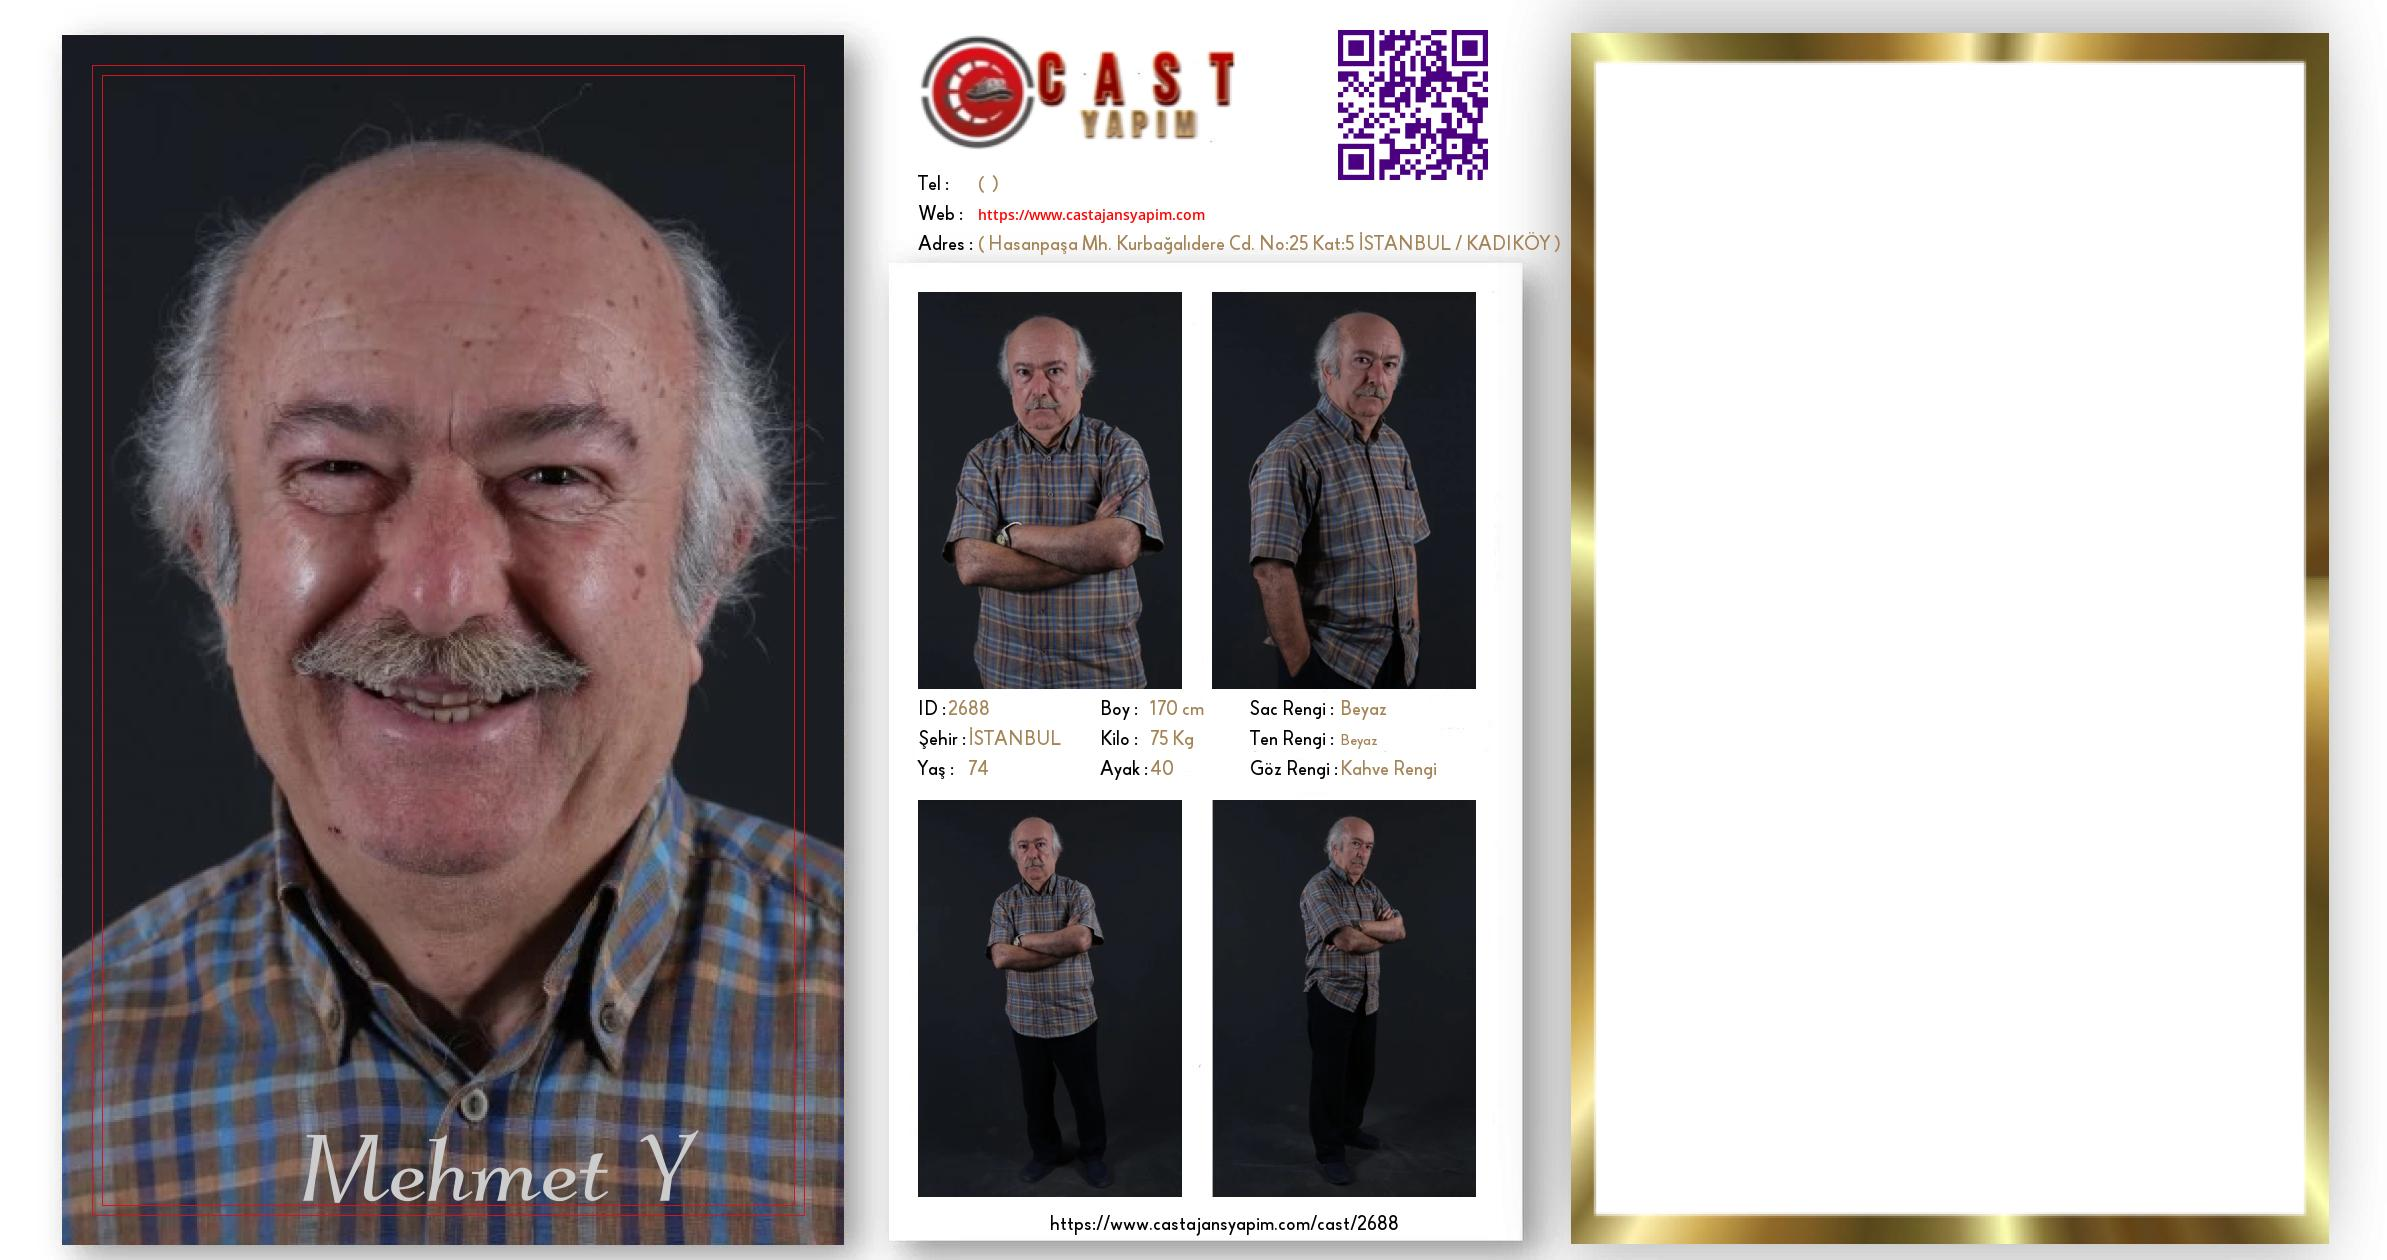 Mehmet Y
CAST
YAPIM
Tel : ( )
Web : https://www.castajansyapim.com
Adres : ( Hasanpaşa Mh. Kurbağalıdere Cd. No:25 Kat:5 İSTANBUL / KADIKÖY )
ID : 2688 Boy : 170 cm Sac Rengi : Beyaz
Şehir : İSTANBUL Kilo : 75 Kg Ten Rengi : Beyaz
Yaş : 74 Ayak : 40 Göz Rengi : Kahve Rengi
https://www.castajansyapim.com/cast/2688